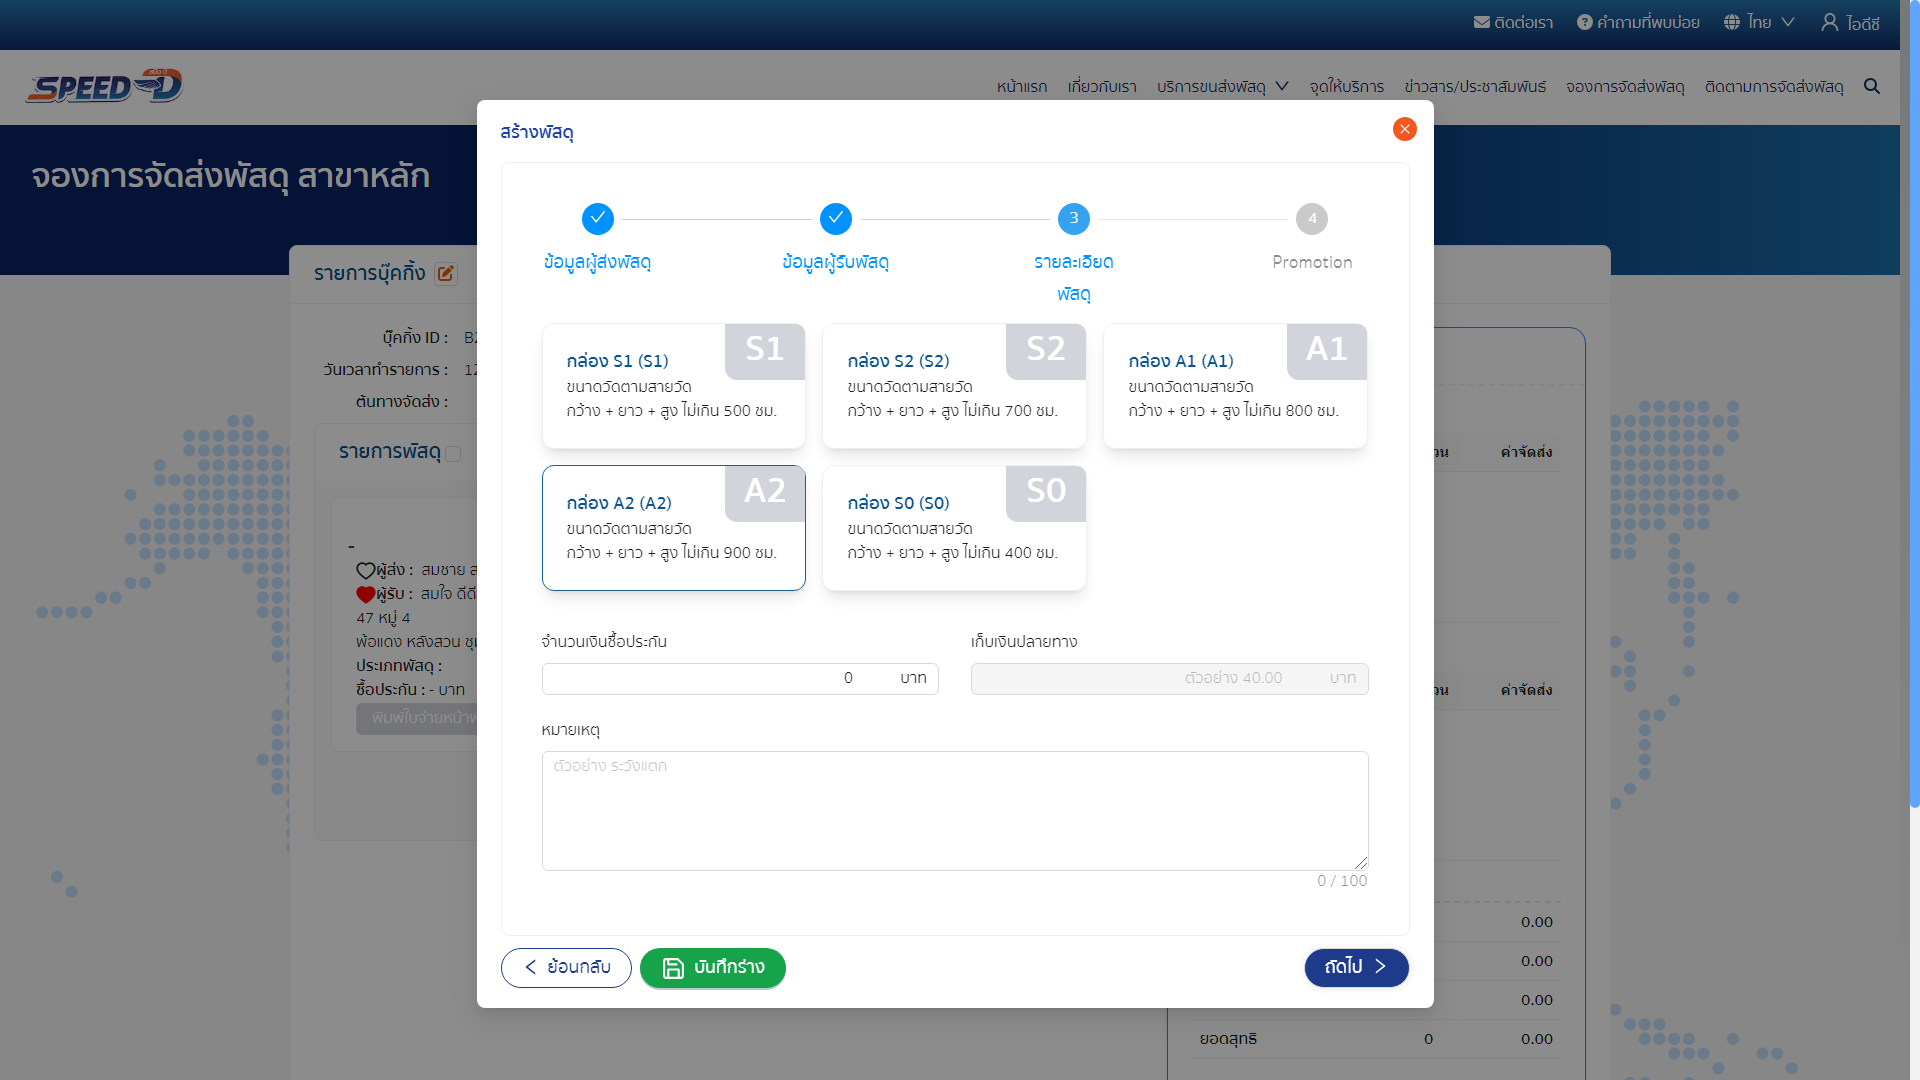 ติดต่อเรา
คำถามที่พบบ่อย
ไทย
ไอดีซี
SPEED-D
หน้าแรก
เกี่ยวกับเรา
บริการขนส่งพัสดุ
จุดให้บริการ
ข่าวสาร/ประชาสัมพันธ์
จองการจัดส่งพัสดุ
ติดตามการจัดส่งพัสดุ
จองการจัดส่งพัสดุ สาขาหลัก
รายการบุ๊คกิ้ง
บุ๊คกิ้ง ID :
วันเวลาทำรายการ :
ต้นทางจัดส่ง :
รายการพัสดุ
-
ผู้ส่ง : สมชาย
ผู้รับ : สมใจ ดีดี
47 หมู่ 4
พ้อแดง หลังสวน
ประเภทพัสดุ :
ซื้อประกัน : - บาท
สร้างพัสดุ
ข้อมูลผู้ส่งพัสดุ
ข้อมูลผู้รับพัสดุ
3
รายละเอียด
พัสดุ
4
Promotion
S1
กล่อง S1 (S1)
ขนาดวัดตามสายวัด
กว้าง + ยาว + สูง ไม่เกิน 500 ซม.
S2
กล่อง S2 (S2)
ขนาดวัดตามสายวัด
กว้าง + ยาว + สูง ไม่เกิน 700 ซม.
A1
กล่อง A1 (A1)
ขนาดวัดตามสายวัด
กว้าง + ยาว + สูง ไม่เกิน 800 ซม.
A2
กล่อง A2 (A2)
ขนาดวัดตามสายวัด
กว้าง + ยาว + สูง ไม่เกิน 900 ซม.
S0
กล่อง S0 (S0)
ขนาดวัดตามสายวัด
กว้าง + ยาว + สูง ไม่เกิน 400 ซม.
จำนวนเงินซื้อประกัน
0 บาท
เก็บเงินปลายทาง
ตัวอย่าง 40.00 บาท
หมายเหตุ
ตัวอย่าง ระวังแตก
0 / 100
ย้อนกลับ
บันทึกร่าง
ถัดไป
ค่าจัดส่ง
ค่าจัดส่ง
0.00
0.00
0.00
ยอดสุทธิ 0 0.00